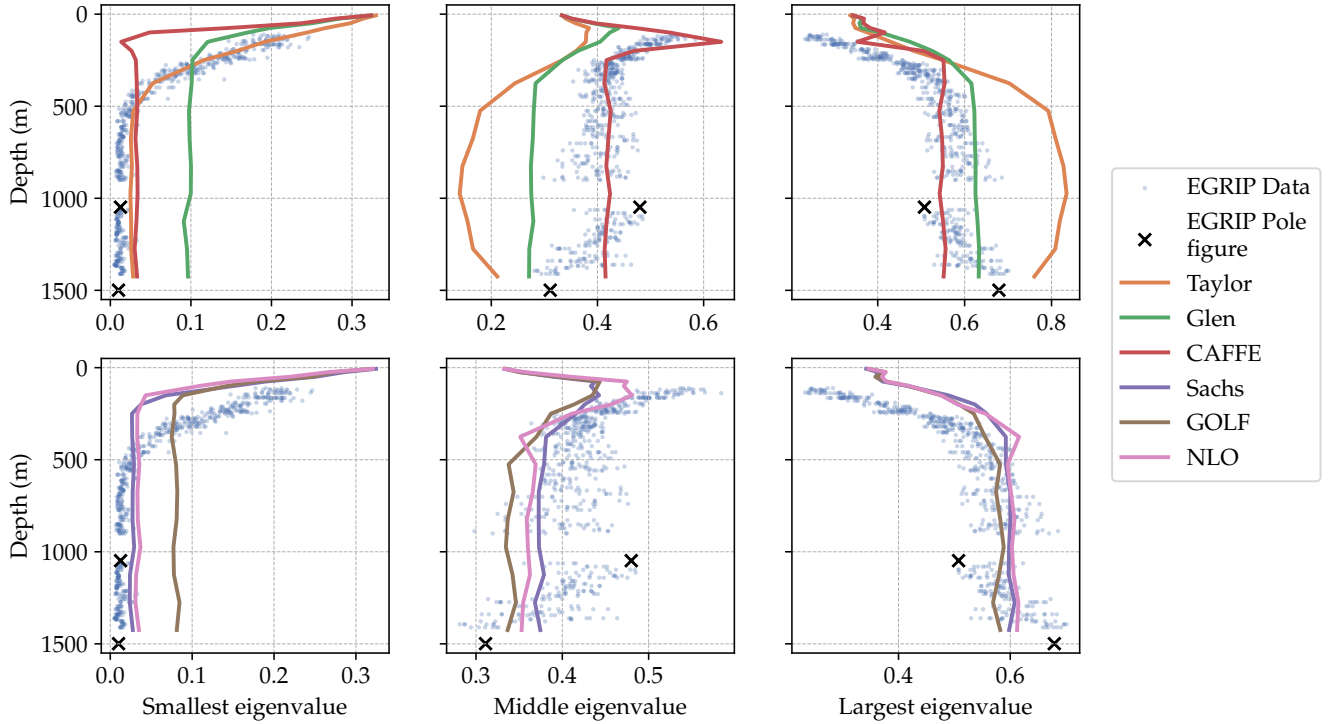 0
500
1000
1500
Depth (m)
0.0
0.1
0.2
0.3
0.2
0.4
0.6
0.4
0.6
0.8
0
500
1000
1500
Depth (m)
0.0
0.1
0.2
0.3
0.3
0.4
0.5
0.4
0.6
Smallest eigenvalue
Middle eigenvalue
Largest eigenvalue
EGRIP Data
EGRIP Pole
figure
Taylor
Glen
CAFFE
Sachs
GOLF
NLO